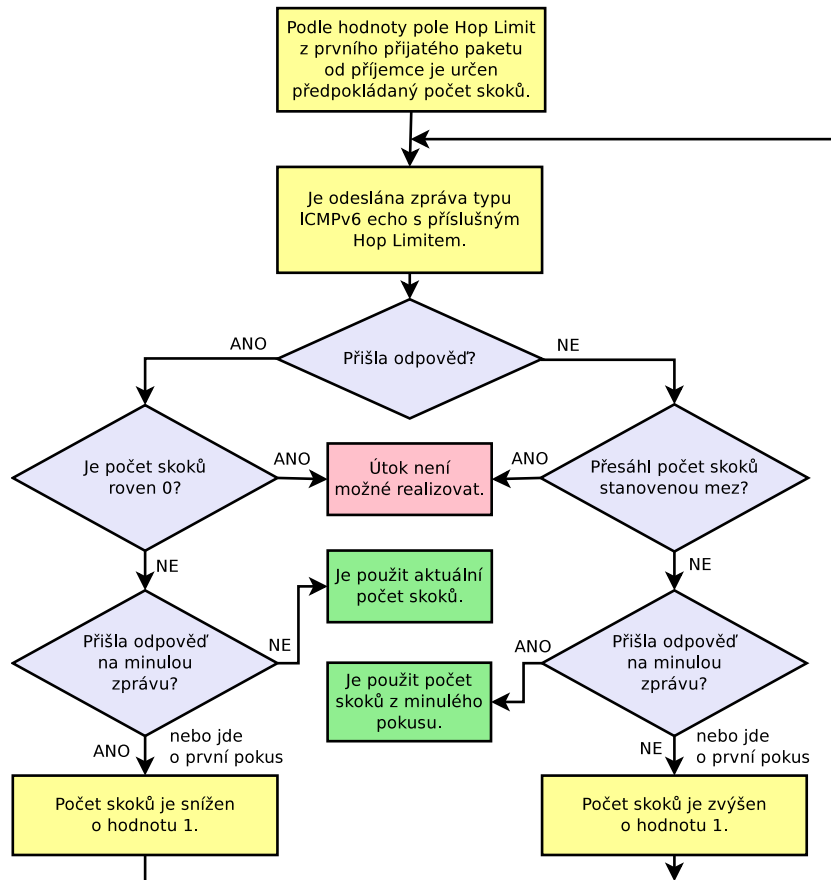 Podle hodnoty pole Hop Limit
z prvního přijatého paketu
od příjemce je určen
předpokládaný počet skoků.
Je odeslána zpráva typu
ICMPv6 echo s příslušným
Hop Limitem.
Přišla odpověď?
ANO
NE
Je počet skoků
roven 0?
ANO
Útok není
možné realizovat.
ANO
Přesáhl počet skoků
stanovenou mez?
NE
NE
Je použit aktuální
počet skoků.
Přišla odpověď
na minulou
zprávu?
NE
Je použit počet
skoků z minulého
pokusu.
ANO
Přišla odpověď
na minulou
zprávu?
ANO
nebo jde
o první pokus
NE
nebo jde
o první pokus
Počet skoků je snížen
o hodnotu 1.
Počet skoků je zvýšen
o hodnotu 1.